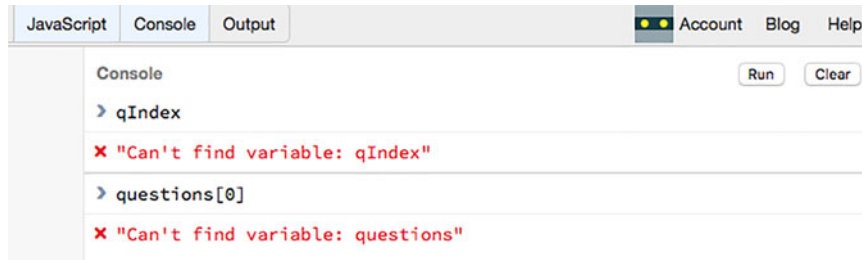 JavaScript Console Output Account Blog Help
Console Run Clear
> qIndex
✖ "Can't find variable: qIndex"
> questions[0]
✖ "Can't find variable: questions"